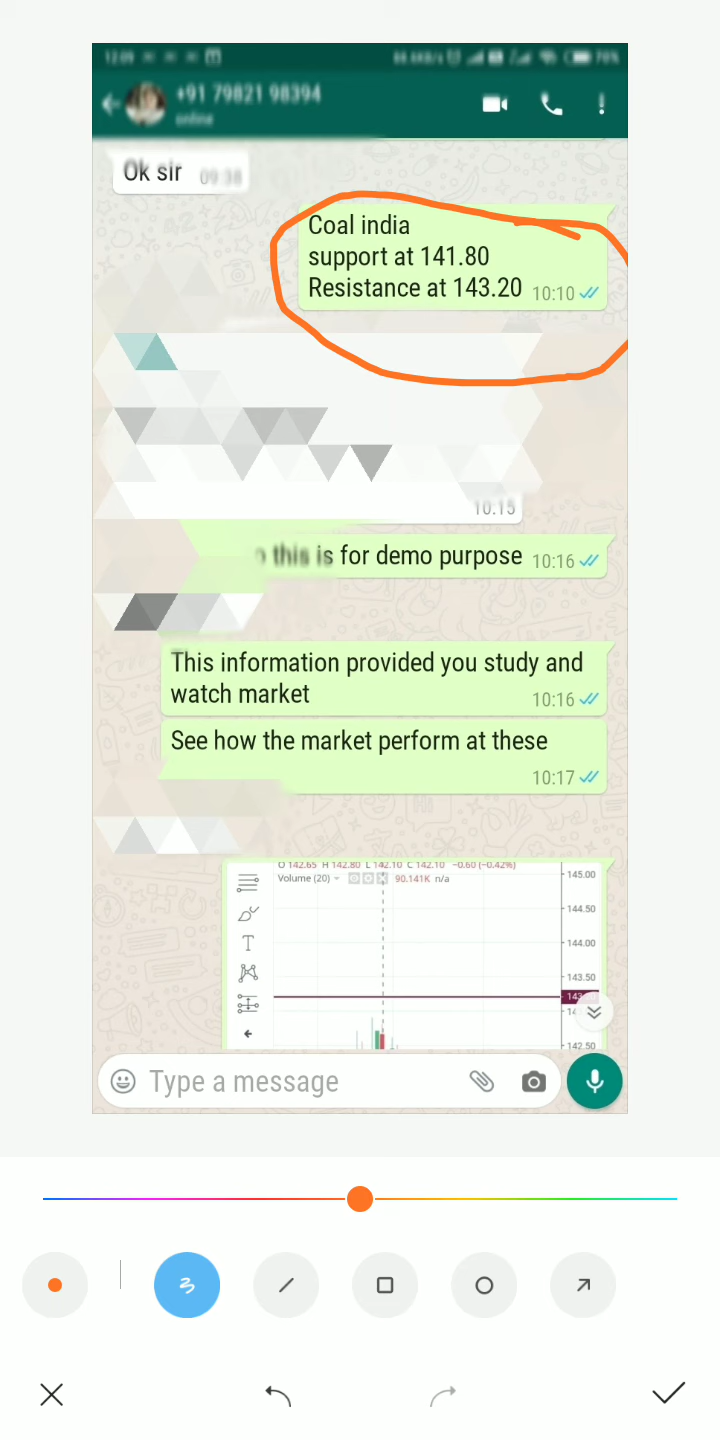 +91 79821 98394
online
Ok sir 09:38
Coal india
support at 141.80
Resistance at 143.20 10:10
10:15
this is for demo purpose 10:16
This information provided you study and
watch market 10:16
See how the market perform at these
10:17
O 142.65 H 142.80 L 142.10 C 142.10 −0.60 (−0.42%)
Volume (20) 90.141K n/a
145.00
144.50
144.00
143.50
142.50
Type a message